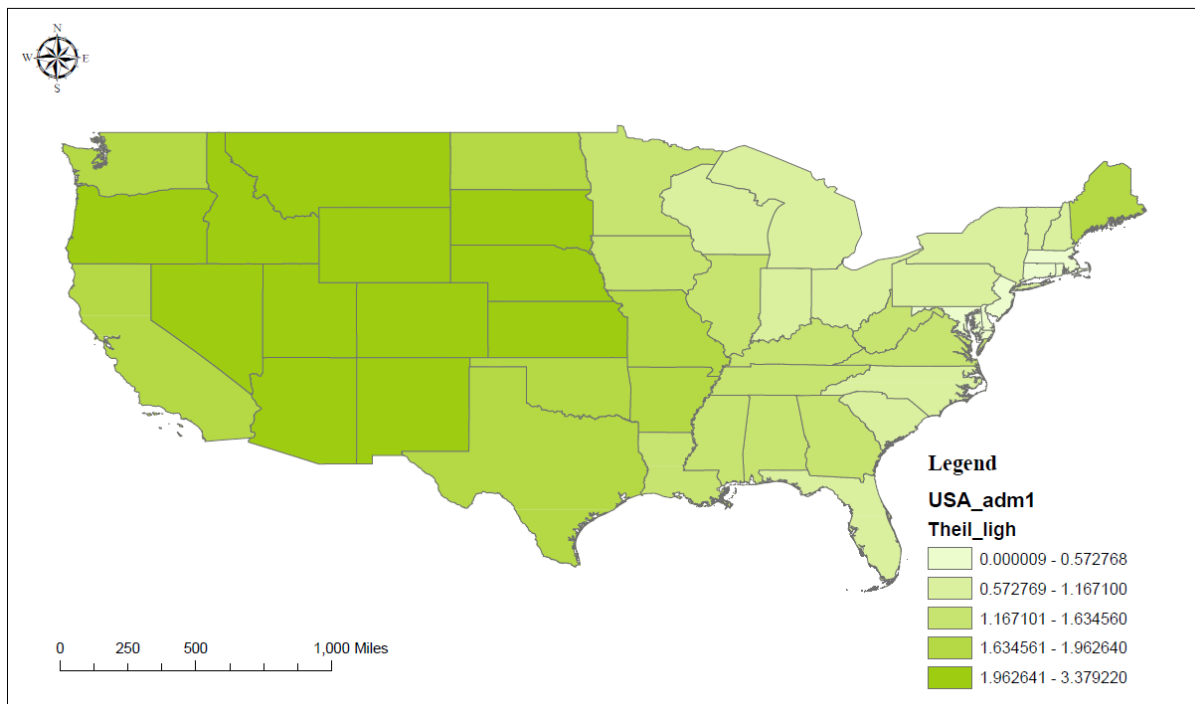 N
W E
S
Legend
USA_adm1
Theil_ligh
0.000009 - 0.572768
0.572769 - 1.167100
1.167101 - 1.634560
1.634561 - 1.962640
1.962641 - 3.379220
0 250 500 1,000 Miles